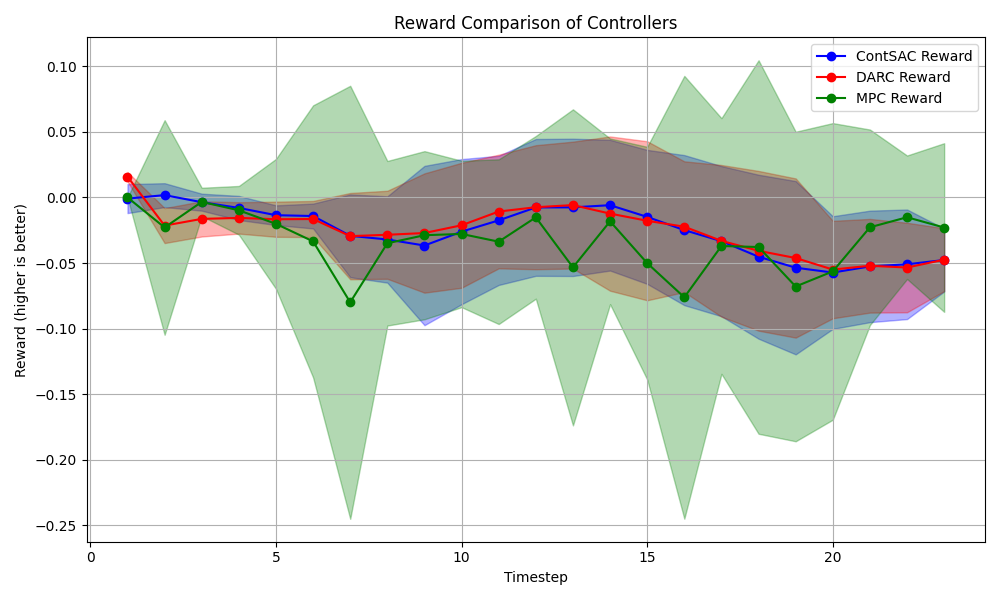 Reward Comparison of Controllers
ContSAC Reward
DARC Reward
MPC Reward
Reward (higher is better)
0.10
0.05
0.00
−0.05
−0.10
−0.15
−0.20
−0.25
0 5 10 15 20
Timestep